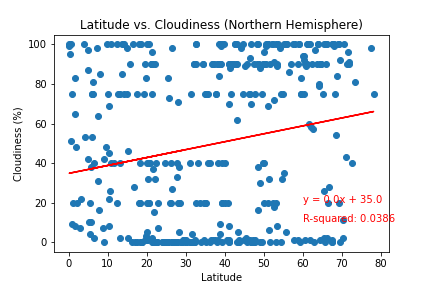 Latitude vs. Cloudiness (Northern Hemisphere)
100
80
60
40
20
0
Cloudiness (%)
y = 0.0x + 35.0
R-squared: 0.0386
0 10 20 30 40 50 60 70 80
Latitude